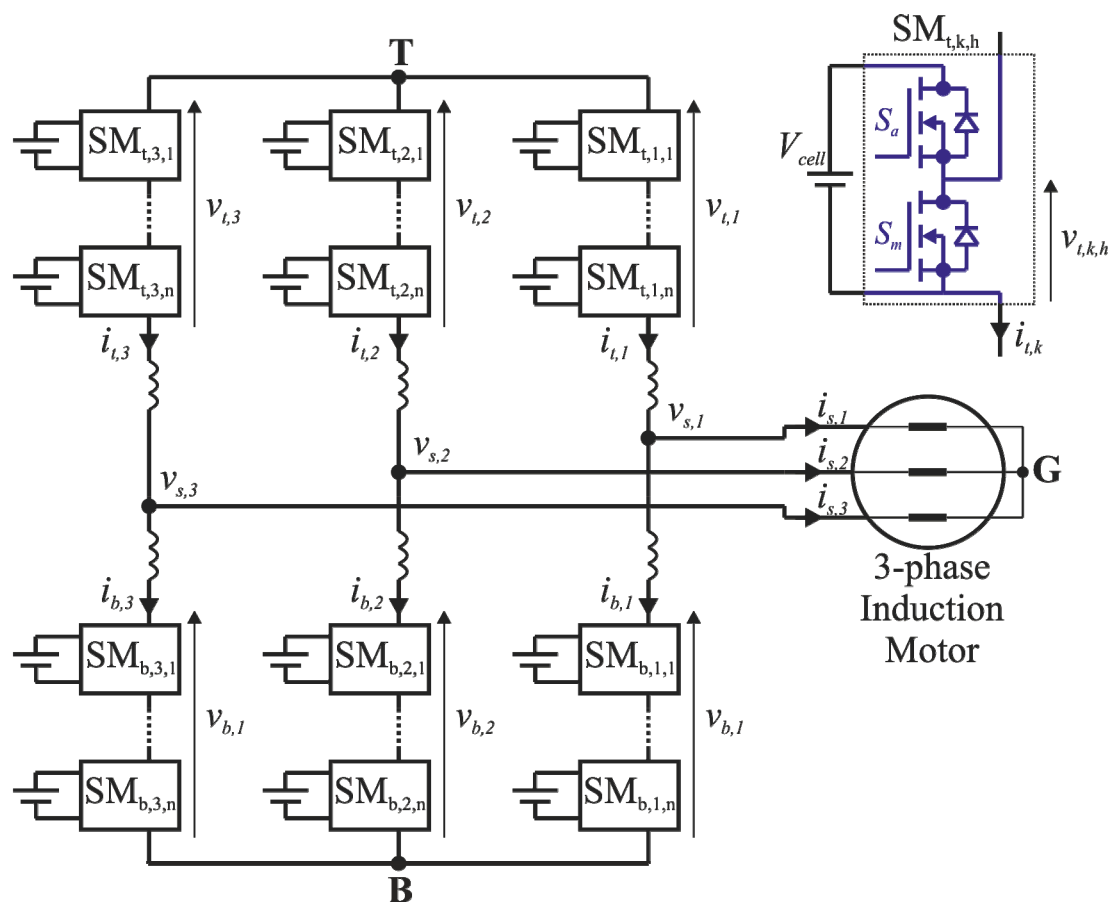 T
SM_{t,k,h}
SM_{t,3,1}
SM_{t,2,1}
SM_{t,1,1}
S_a
V_{cell}
v_{t,3}
v_{t,2}
v_{t,1}
S_m
v_{t,k,h}
SM_{t,3,n}
SM_{t,2,n}
SM_{t,1,n}
i_{t,3}
i_{t,2}
i_{t,1}
i_{t,k}
v_{s,1}
i_{s,1}
v_{s,2}
i_{s,2}
G
v_{s,3}
i_{s,3}
3-phase
Induction
Motor
i_{b,3}
i_{b,2}
i_{b,1}
SM_{b,3,1}
SM_{b,2,1}
SM_{b,1,1}
v_{b,1}
v_{b,2}
v_{b,1}
SM_{b,3,n}
SM_{b,2,n}
SM_{b,1,n}
B